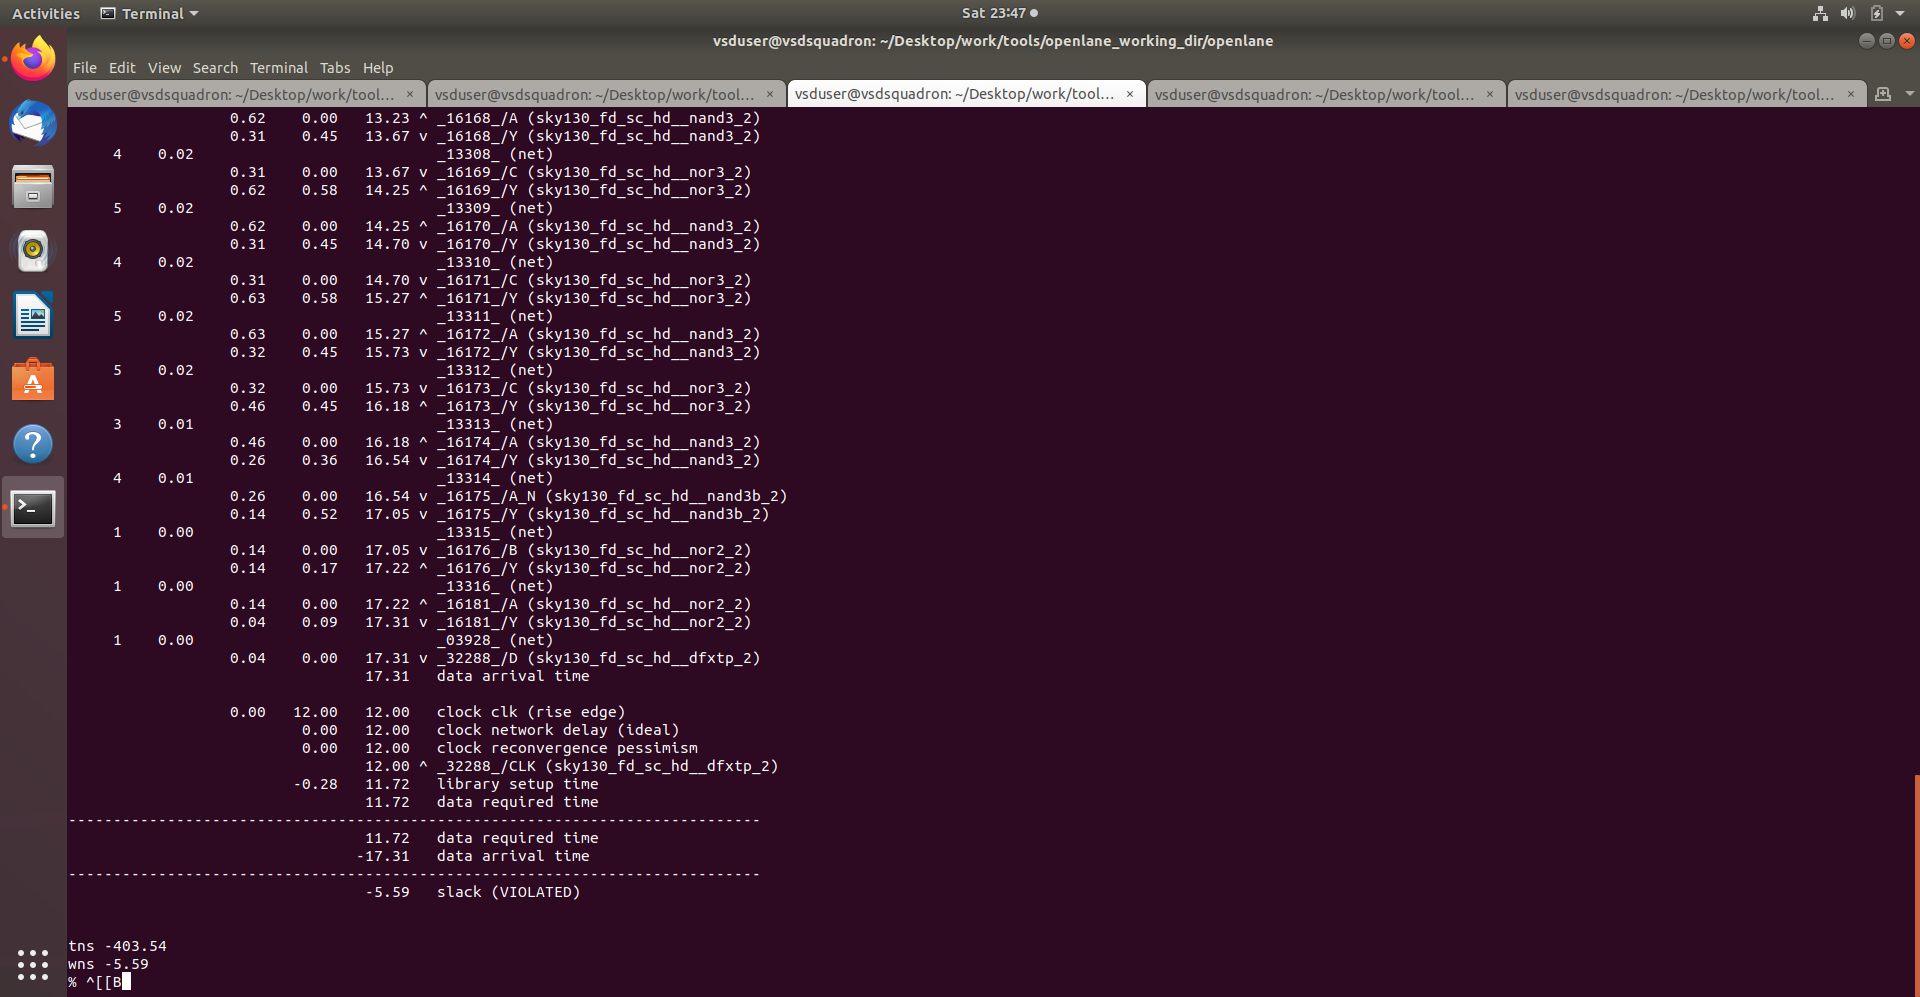 Activities Terminal Sat 23:47
vsduser@vsdsquadron: ~/Desktop/work/tools/openlane_working_dir/openlane
File Edit View Search Terminal Tabs Help
vsduser@vsdsquadron: ~/Desktop/work/tool... × vsduser@vsdsquadron: ~/Desktop/work/tool... × vsduser@vsdsquadron: ~/Desktop/work/tool... × vsduser@vsdsquadron: ~/Desktop/work/tool... × vsduser@vsdsquadron: ~/Desktop/work/tool... ×
0.62 0.00 13.23 ^ _16168_/A (sky130_fd_sc_hd__nand3_2)
0.31 0.45 13.67 v _16168_/Y (sky130_fd_sc_hd__nand3_2)
4 0.02 _13308_ (net)
0.31 0.00 13.67 v _16169_/C (sky130_fd_sc_hd__nor3_2)
0.62 0.58 14.25 ^ _16169_/Y (sky130_fd_sc_hd__nor3_2)
5 0.02 _13309_ (net)
0.62 0.00 14.25 ^ _16170_/A (sky130_fd_sc_hd__nand3_2)
0.31 0.45 14.70 v _16170_/Y (sky130_fd_sc_hd__nand3_2)
4 0.02 _13310_ (net)
0.31 0.00 14.70 v _16171_/C (sky130_fd_sc_hd__nor3_2)
0.63 0.58 15.27 ^ _16171_/Y (sky130_fd_sc_hd__nor3_2)
5 0.02 _13311_ (net)
0.63 0.00 15.27 ^ _16172_/A (sky130_fd_sc_hd__nand3_2)
0.32 0.45 15.73 v _16172_/Y (sky130_fd_sc_hd__nand3_2)
5 0.02 _13312_ (net)
0.32 0.00 15.73 v _16173_/C (sky130_fd_sc_hd__nor3_2)
0.46 0.45 16.18 ^ _16173_/Y (sky130_fd_sc_hd__nor3_2)
3 0.01 _13313_ (net)
0.46 0.00 16.18 ^ _16174_/A (sky130_fd_sc_hd__nand3_2)
0.26 0.36 16.54 v _16174_/Y (sky130_fd_sc_hd__nand3_2)
4 0.01 _13314_ (net)
0.26 0.00 16.54 v _16175_/A_N (sky130_fd_sc_hd__nand3b_2)
0.14 0.52 17.05 v _16175_/Y (sky130_fd_sc_hd__nand3b_2)
1 0.00 _13315_ (net)
0.14 0.00 17.05 v _16176_/B (sky130_fd_sc_hd__nor2_2)
0.14 0.17 17.22 ^ _16176_/Y (sky130_fd_sc_hd__nor2_2)
1 0.00 _13316_ (net)
0.14 0.00 17.22 ^ _16181_/A (sky130_fd_sc_hd__nor2_2)
0.04 0.09 17.31 v _16181_/Y (sky130_fd_sc_hd__nor2_2)
1 0.00 _03928_ (net)
0.04 0.00 17.31 v _32288_/D (sky130_fd_sc_hd__dfxtp_2)
17.31 data arrival time
0.00 12.00 12.00 clock clk (rise edge)
0.00 12.00 clock network delay (ideal)
0.00 12.00 clock reconvergence pessimism
12.00 ^ _32288_/CLK (sky130_fd_sc_hd__dfxtp_2)
-0.28 11.72 library setup time
11.72 data required time
-----------------------------------------------------------------------------
11.72 data required time
-17.31 data arrival time
-----------------------------------------------------------------------------
-5.59 slack (VIOLATED)
tns -403.54
wns -5.59
% ^[[B